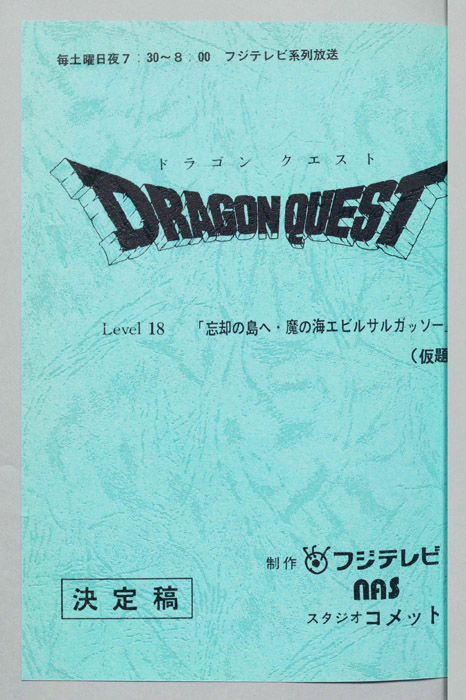 毎土曜日夜7:30〜8:00 フジテレビ系列放送
ドラゴン クエスト
DRAGON QUEST
Level 18 「忘却の島へ・魔の海エビルサルガッソー」
(仮題
制作 フジテレビ
NAS
スタジオコメット
決定稿